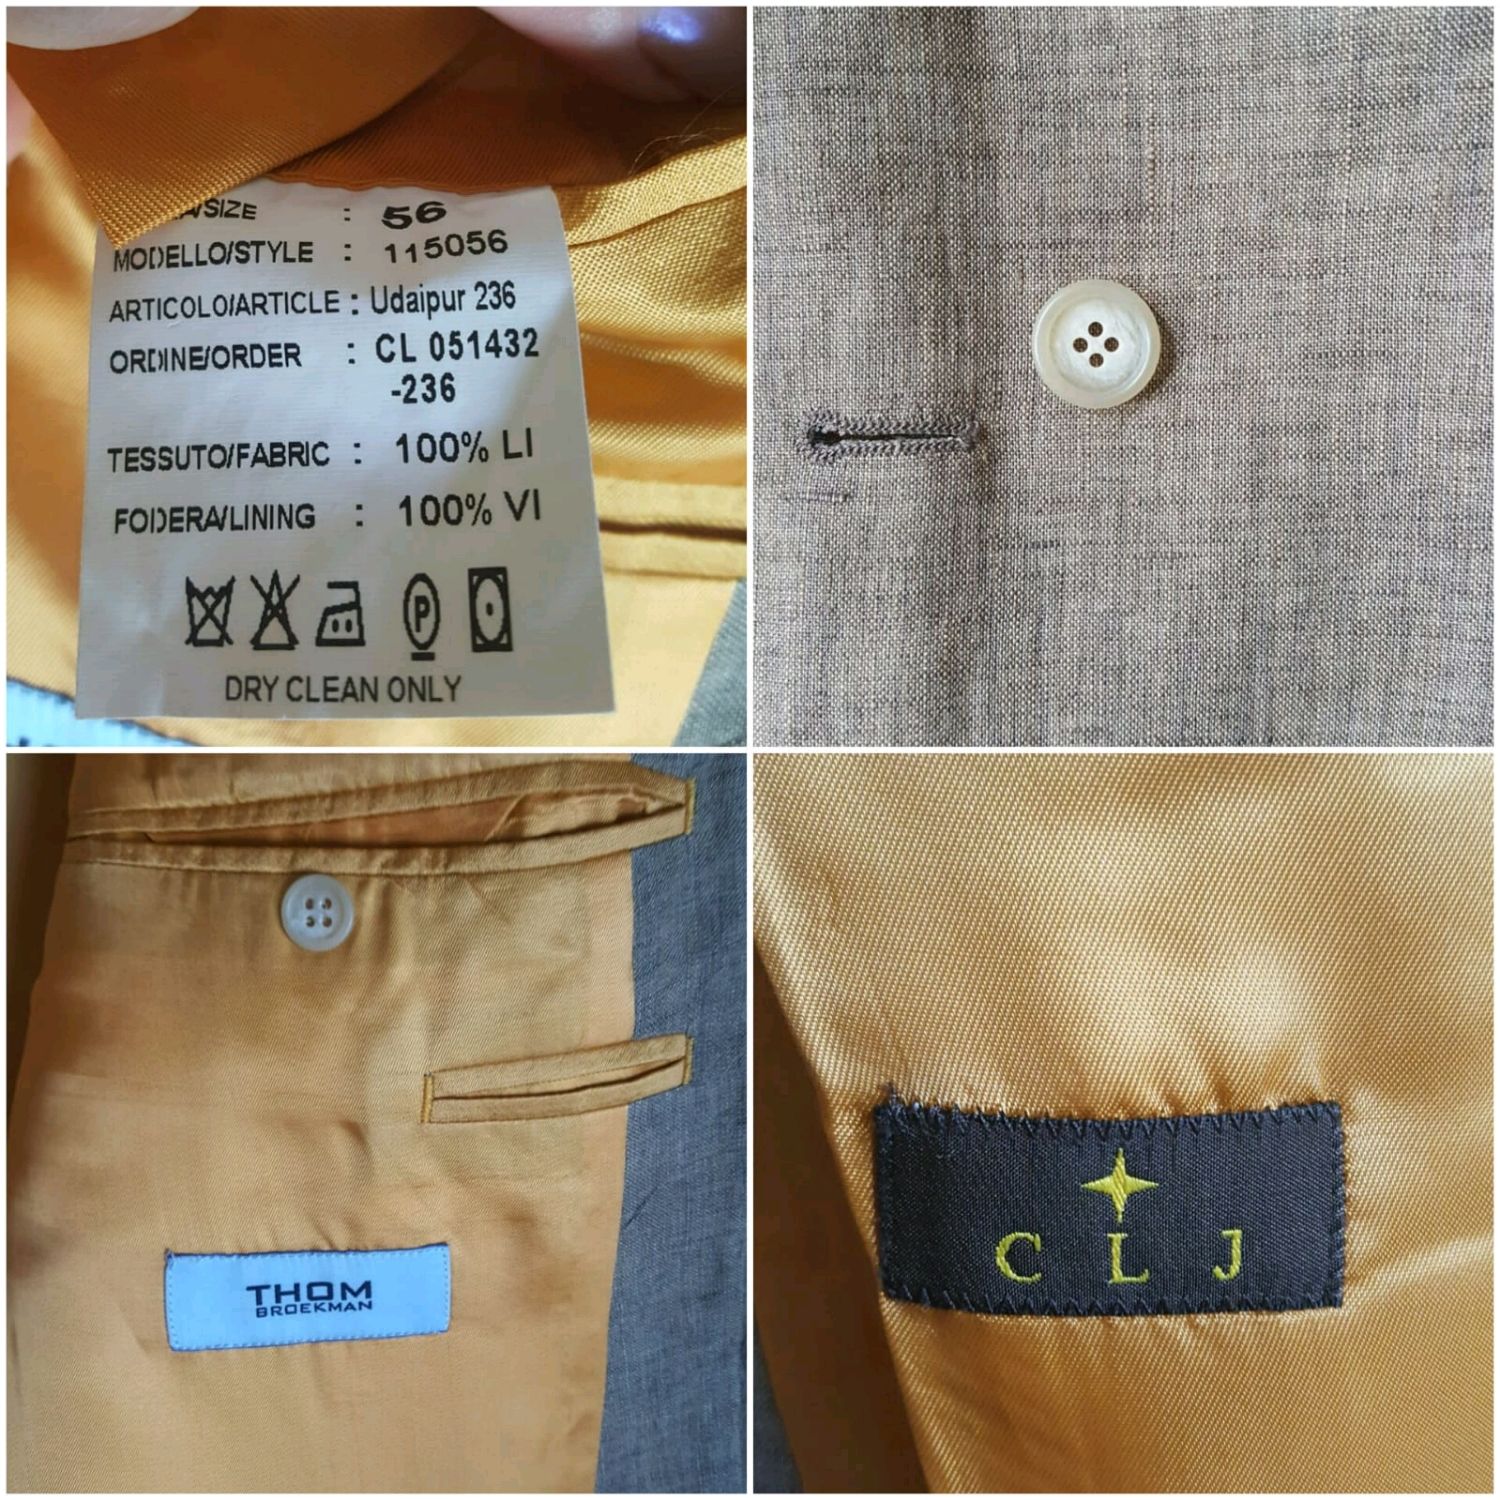 /SIZE : 56
MODELLO/STYLE : 115056
ARTICOLO/ARTICLE : Udaipur 236
ORDINE/ORDER : CL 051432
-236
TESSUTO/FABRIC : 100% LI
FODERA/LINING : 100% VI
P
DRY CLEAN ONLY
THOM
BROEKMAN
C L J